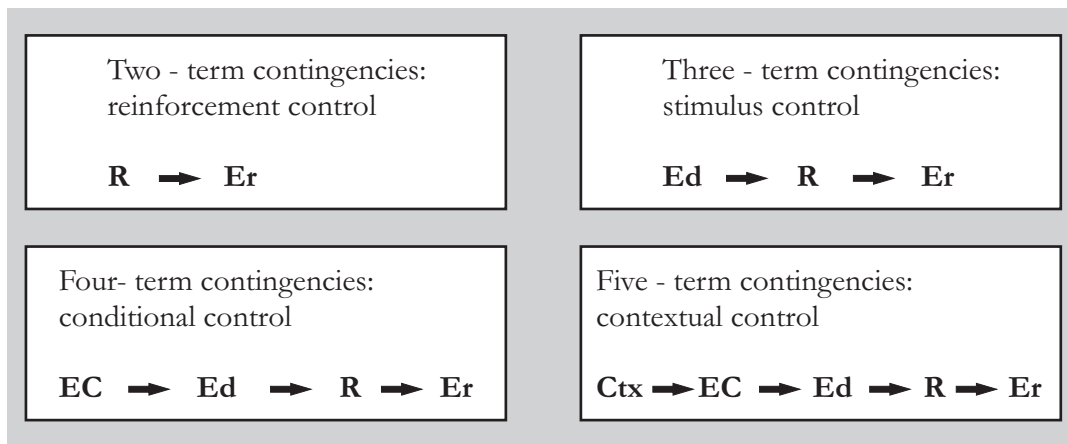 Two - term contingencies:
reinforcement control
R → Er
Three - term contingencies:
stimulus control
Ed → R → Er
Four- term contingencies:
conditional control
EC → Ed → R → Er
Five - term contingencies:
contextual control
Ctx → EC → Ed → R → Er